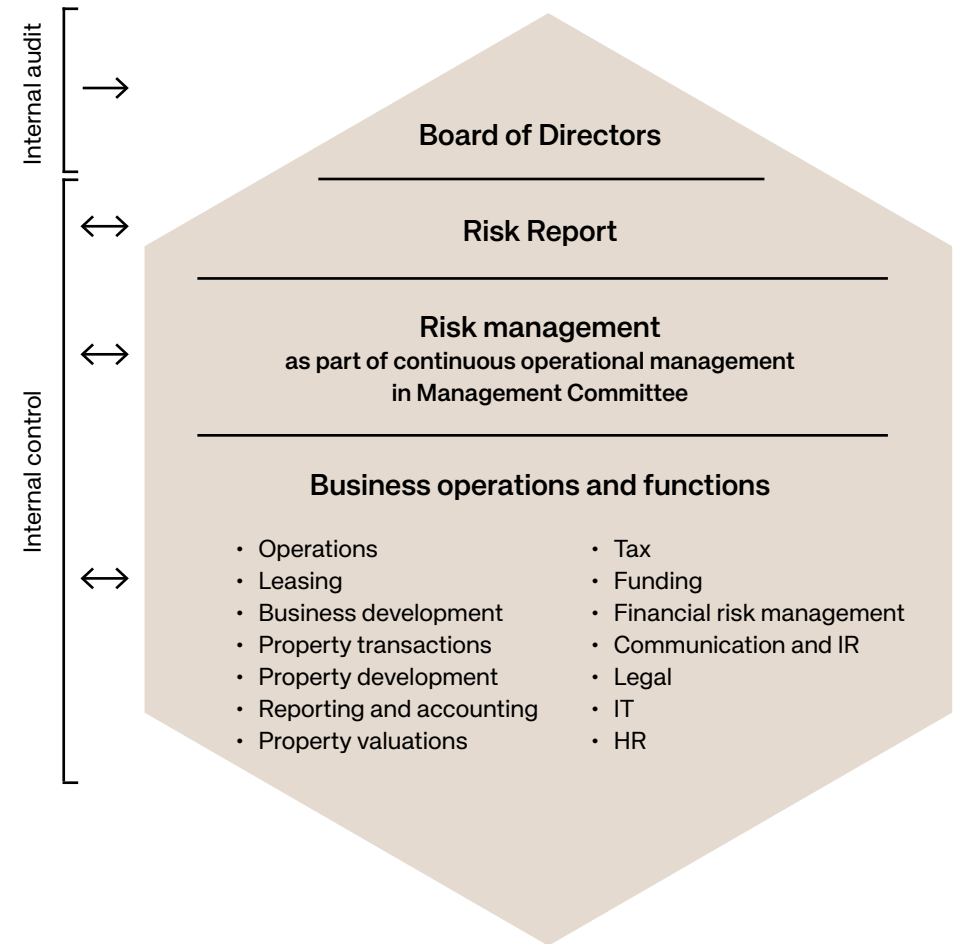 Internal audit
Board of Directors
Internal control
Risk Report
Risk management
as part of continuous operational management
in Management Committee
Business operations and functions
• Operations
• Leasing
• Business development
• Property transactions
• Property development
• Reporting and accounting
• Property valuations
• Tax
• Funding
• Financial risk management
• Communication and IR
• Legal
• IT
• HR